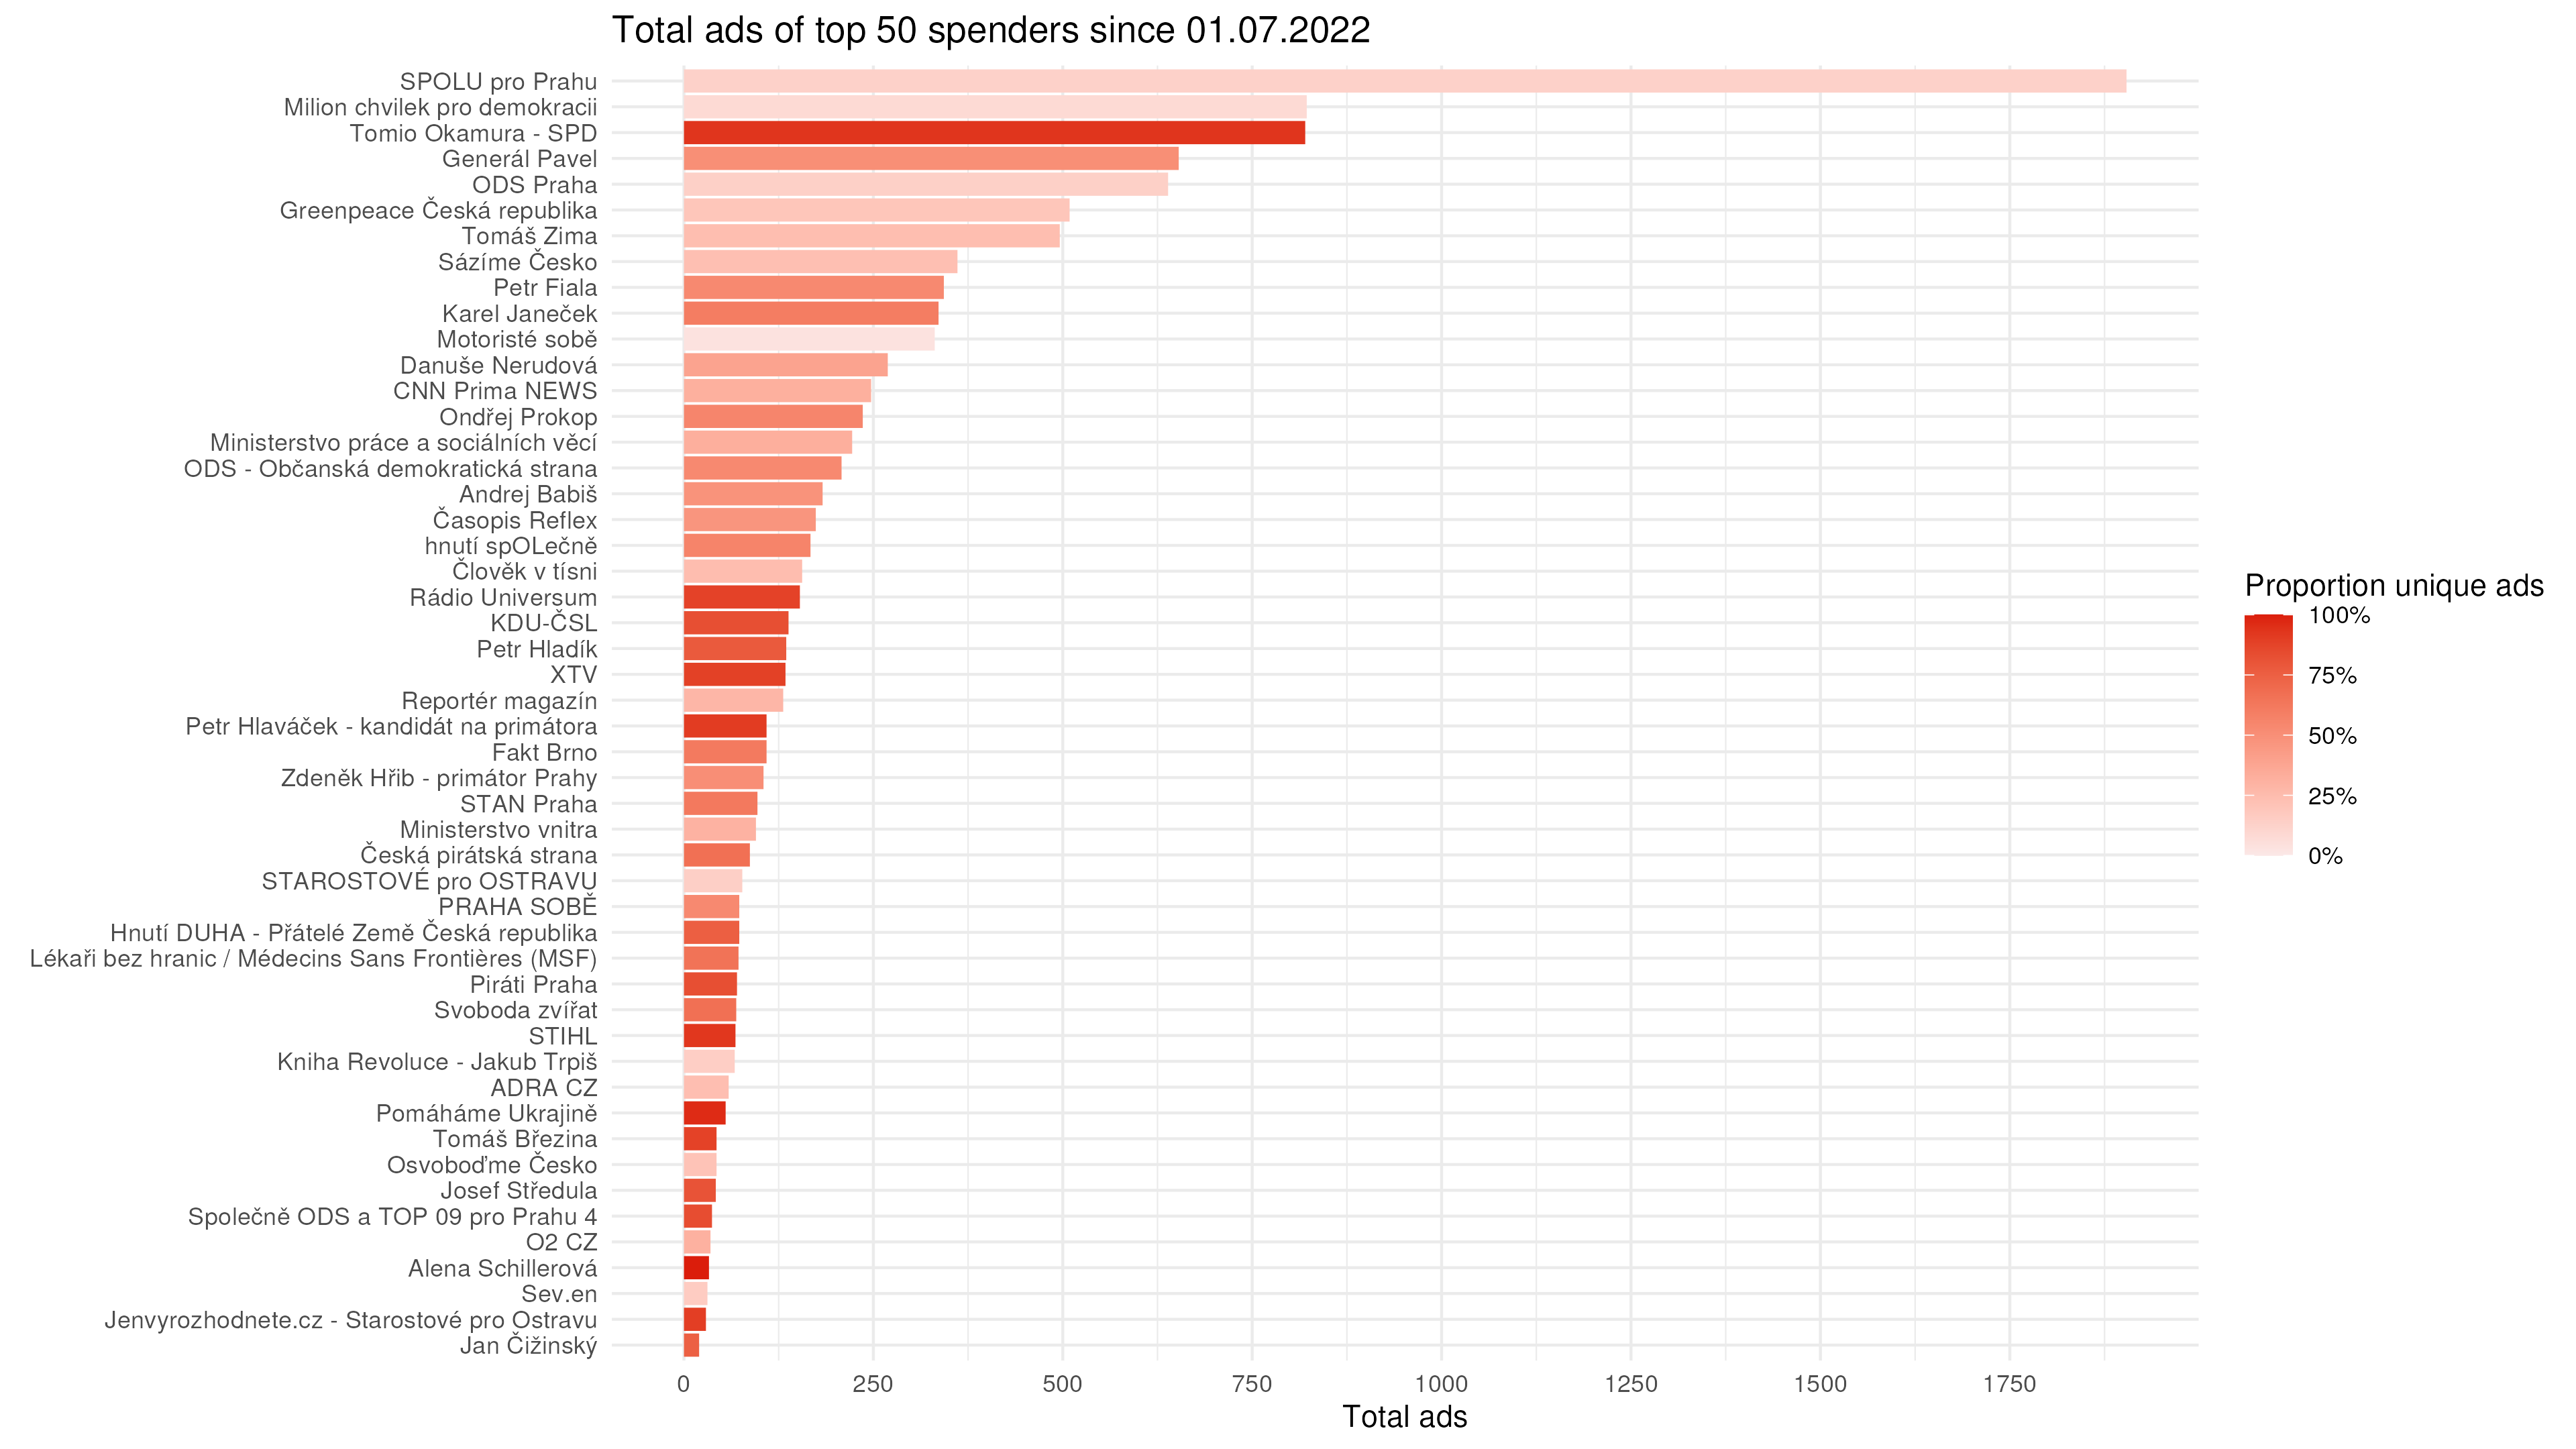 Total ads of top 50 spenders since 01.07.2022
SPOLU pro Prahu
Milion chvilek pro demokracii
Tomio Okamura - SPD
Generál Pavel
ODS Praha
Greenpeace Česká republika
Tomáš Zima
Sázíme Česko
Petr Fiala
Karel Janeček
Motoristé sobě
Danuše Nerudová
CNN Prima NEWS
Ondřej Prokop
Ministerstvo práce a sociálních věcí
ODS - Občanská demokratická strana
Andrej Babiš
Časopis Reflex
hnutí spOLečně
Člověk v tísni
Rádio Universum
KDU-ČSL
Petr Hladík
XTV
Reportér magazín
Petr Hlaváček - kandidát na primátora
Fakt Brno
Zdeněk Hřib - primátor Prahy
STAN Praha
Ministerstvo vnitra
Česká pirátská strana
STAROSTOVÉ pro OSTRAVU
PRAHA SOBĚ
Hnutí DUHA - Přátelé Země Česká republika
Lékaři bez hranic / Médecins Sans Frontières (MSF)
Piráti Praha
Svoboda zvířat
STIHL
Kniha Revoluce - Jakub Trpiš
ADRA CZ
Pomáháme Ukrajině
Tomáš Březina
Osvoboďme Česko
Josef Středula
Společně ODS a TOP 09 pro Prahu 4
O2 CZ
Alena Schillerová
Sev.en
Jenvyrozhodnete.cz - Starostové pro Ostravu
Jan Čižinský
0 250 500 750 1000 1250 1500 1750
Total ads
Proportion unique ads
100%
75%
50%
25%
0%